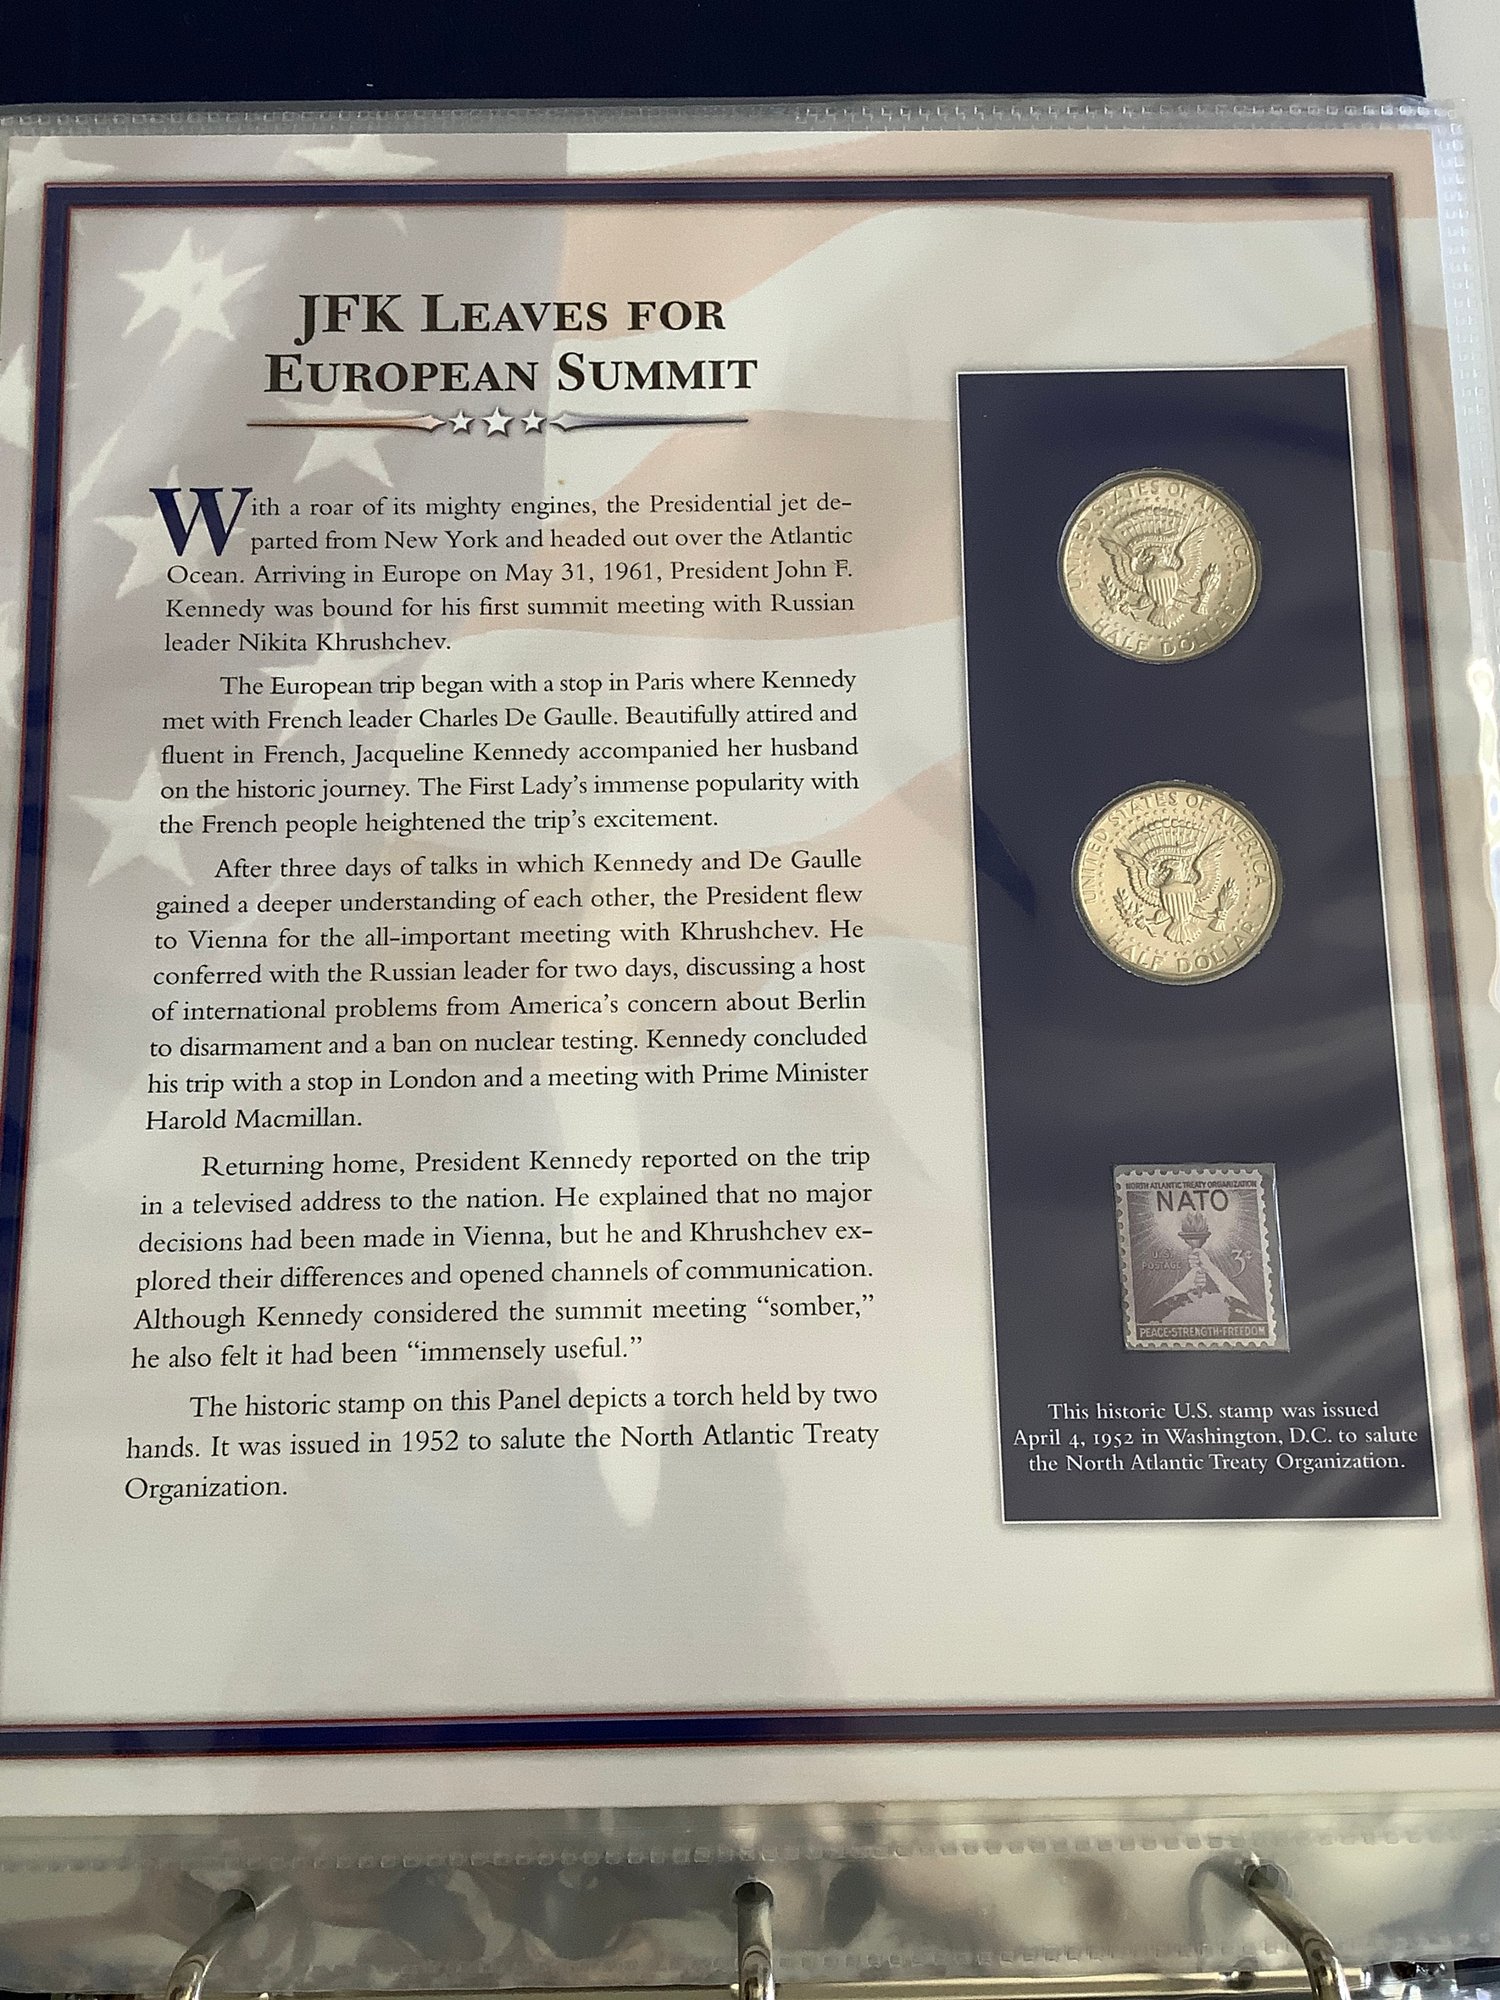 JFK Leaves for
European Summit
With a roar of its mighty engines, the Presidential jet de-
parted from New York and headed out over the Atlantic
Ocean. Arriving in Europe on May 31, 1961, President John F.
Kennedy was bound for his first summit meeting with Russian
leader Nikita Khrushchev.
The European trip began with a stop in Paris where Kennedy
met with French leader Charles De Gaulle. Beautifully attired and
fluent in French, Jacqueline Kennedy accompanied her husband
on the historic journey. The First Lady’s immense popularity with
the French people heightened the trip’s excitement.
After three days of talks in which Kennedy and De Gaulle
gained a deeper understanding of each other, the President flew
to Vienna for the all-important meeting with Khrushchev. He
conferred with the Russian leader for two days, discussing a host
of international problems from America’s concern about Berlin
to disarmament and a ban on nuclear testing. Kennedy concluded
his trip with a stop in London and a meeting with Prime Minister
Harold Macmillan.
Returning home, President Kennedy reported on the trip
in a televised address to the nation. He explained that no major
decisions had been made in Vienna, but he and Khrushchev ex-
plored their differences and opened channels of communication.
Although Kennedy considered the summit meeting “somber,”
he also felt it had been “immensely useful.”
The historic stamp on this Panel depicts a torch held by two
hands. It was issued in 1952 to salute the North Atlantic Treaty
Organization.
UNITED STATES OF AMERICA
HALF DOLLAR
UNITED STATES OF AMERICA
HALF DOLLAR
NORTH ATLANTIC TREATY ORGANIZATION
NATO
U.S.
POSTAGE
3¢
PEACE-STRENGTH-FREEDOM
This historic U.S. stamp was issued
April 4, 1952 in Washington, D.C. to salute
the North Atlantic Treaty Organization.